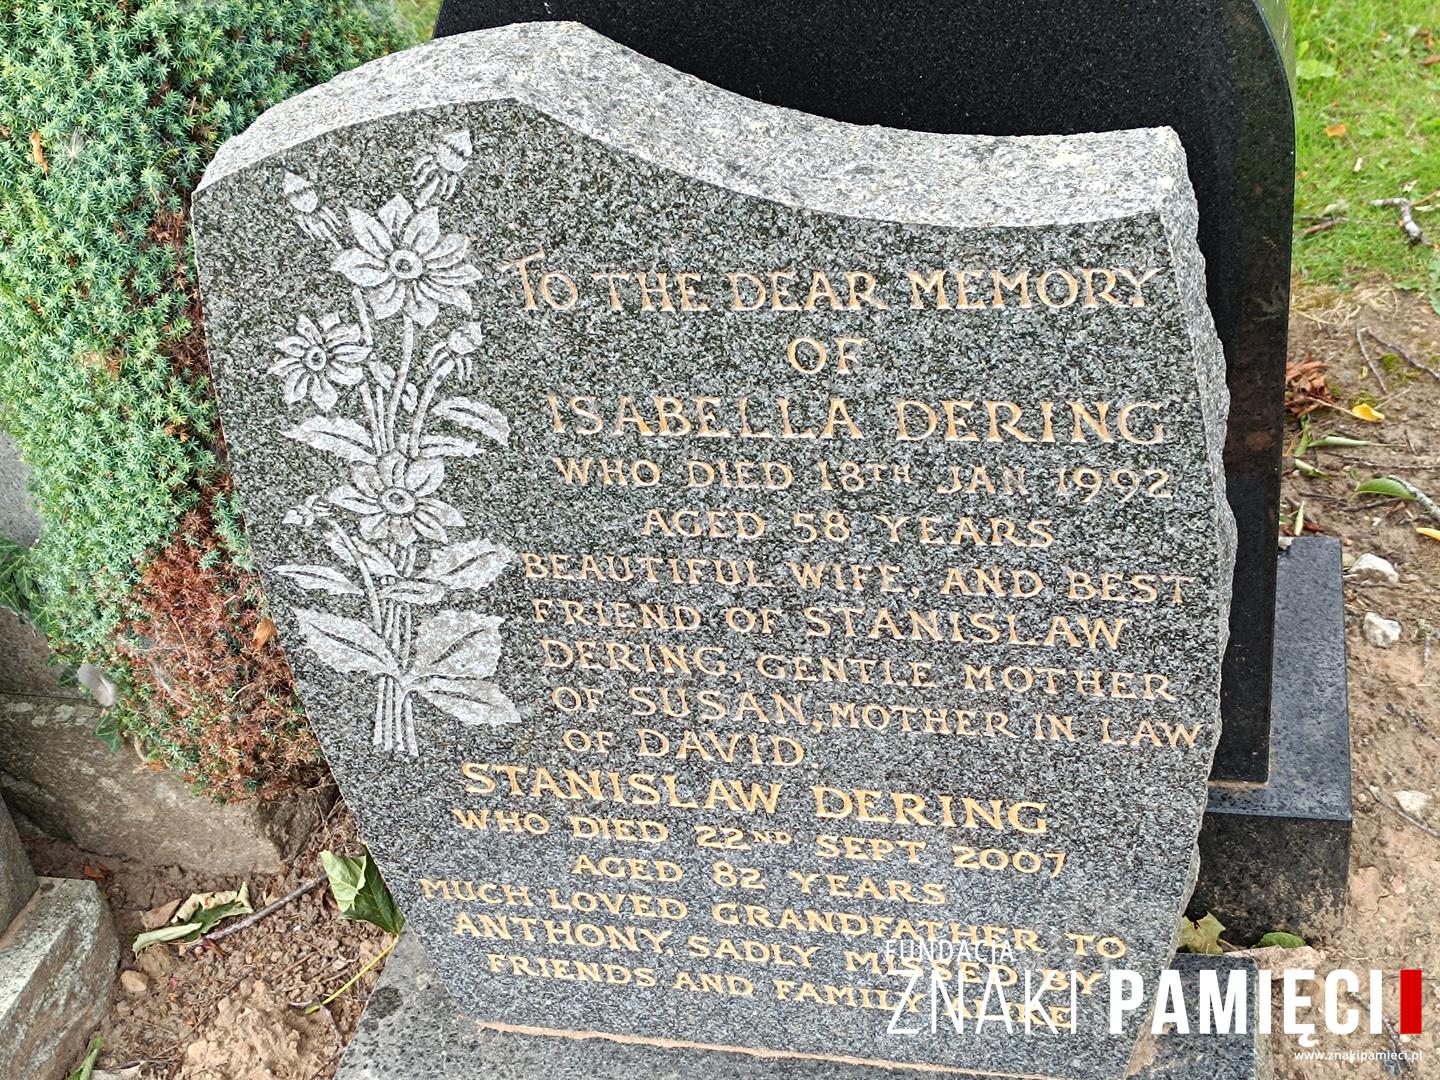 TO THE DEAR MEMORY
OF
ISABELLA DERING
WHO DIED 18TH JAN 1992
AGED 58 YEARS
BEAUTIFUL WIFE, AND BEST
FRIEND OF STANISLAW
DERING, GENTLE MOTHER
OF SUSAN, MOTHER IN LAW
OF DAVID.
STANISLAW DERING
WHO DIED 22ND SEPT 2007
AGED 82 YEARS
MUCH LOVED GRANDFATHER TO
ANTHONY, SADLY MISSED BY
FRIENDS AND FAMILY ALIKE
FUNDACJA
ZNAKI PAMIĘCI
www.znakipamieci.pl